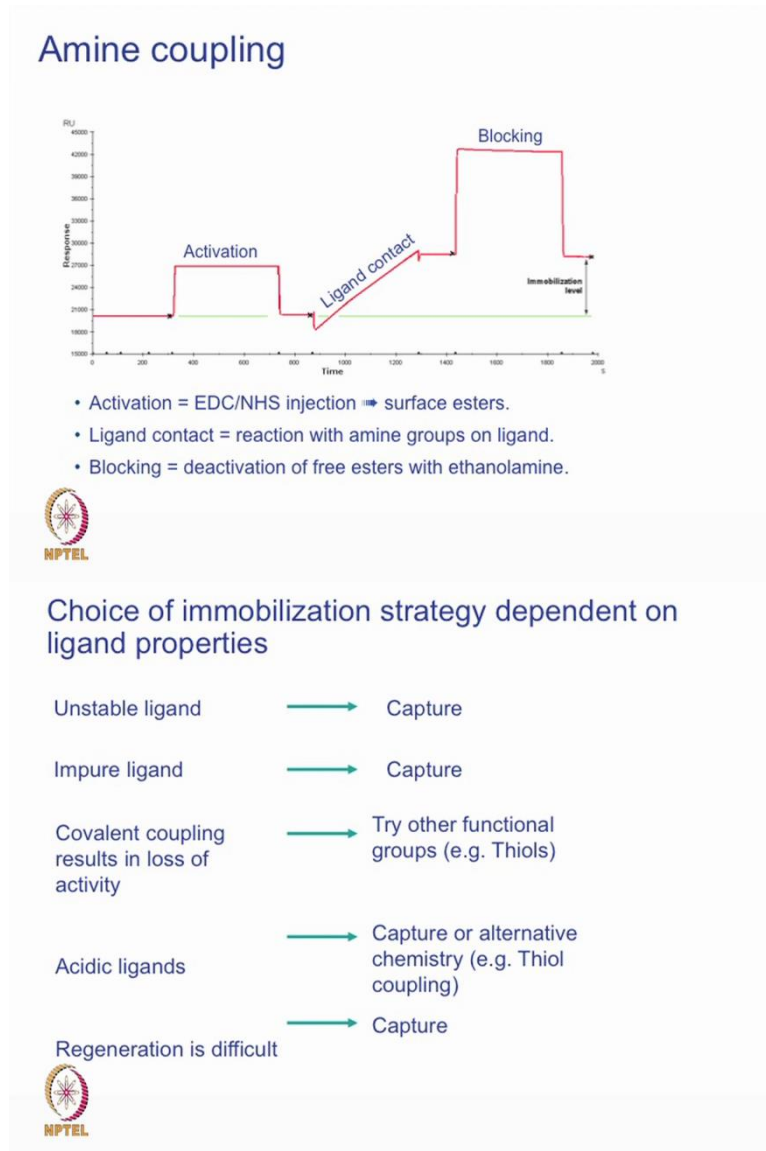 Amine coupling
RU
45000
42000
39000
36000
33000
30000
27000
24000
21000
18000
15000
Response
Activation
Ligand contact
Blocking
Immobilization
level
0 200 400 600 800 1000 1200 1400 1600 1800 2000
Time
s
• Activation = EDC/NHS injection ➠ surface esters.
• Ligand contact = reaction with amine groups on ligand.
• Blocking = deactivation of free esters with ethanolamine.
NPTEL
Choice of immobilization strategy dependent on
ligand properties
Unstable ligand
Capture
Impure ligand
Capture
Covalent coupling
results in loss of
activity
Try other functional
groups (e.g. Thiols)
Acidic ligands
Capture or alternative
chemistry (e.g. Thiol
coupling)
Regeneration is difficult
Capture
NPTEL